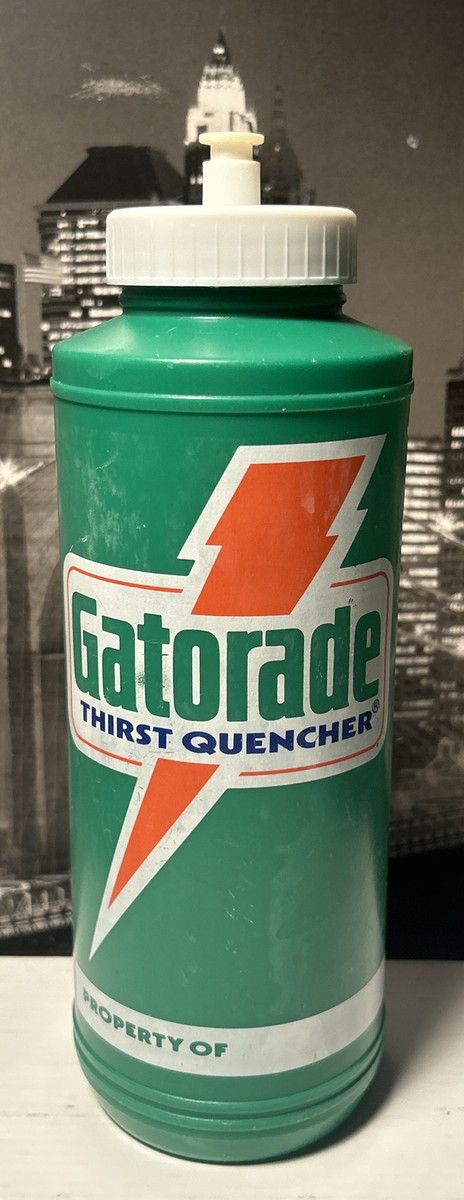 Gatorade
THIRST QUENCHER®
PROPERTY OF